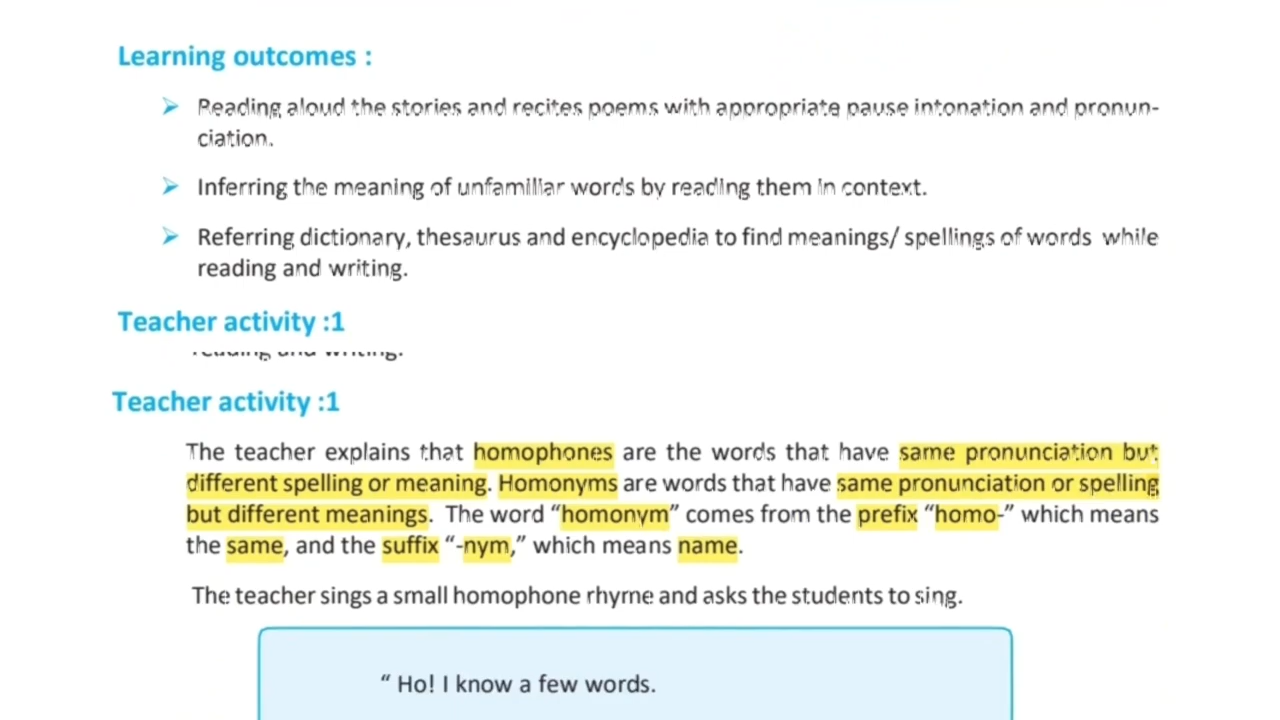 Learning outcomes :
➤ Reading aloud the stories and recites poems with appropriate pause intonation and pronun-
ciation.
➤ Inferring the meaning of unfamiliar words by reading them in context.
➤ Referring dictionary, thesaurus and encyclopedia to find meanings/ spellings of words while
reading and writing.
Teacher activity :1
reading and writing.
Teacher activity :1
The teacher explains that homophones are the words that have same pronunciation but
different spelling or meaning. Homonyms are words that have same pronunciation or spelling
but different meanings. The word “homonym” comes from the prefix “homo-” which means
the same, and the suffix “-nym,” which means name.
The teacher sings a small homophone rhyme and asks the students to sing.
“ Ho! I know a few words.